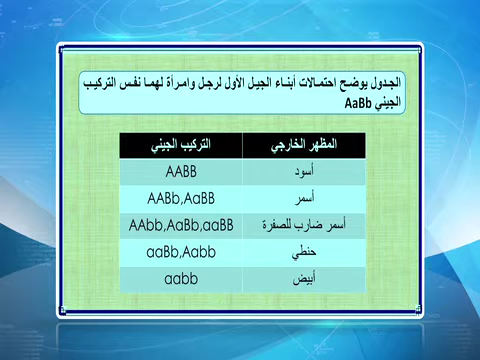 الجدول يوضح احتمالات أبناء الجيل الأول لرجل وامرأة لهما نفس التركيب
الجيني AaBb
المظهر الخارجي التركيب الجيني
أسود AABB
أسمر AABb,AaBB
أسمر ضارب للصفرة AAbb,AaBb,aaBB
حنطي aaBb,Aabb
أبيض aabb